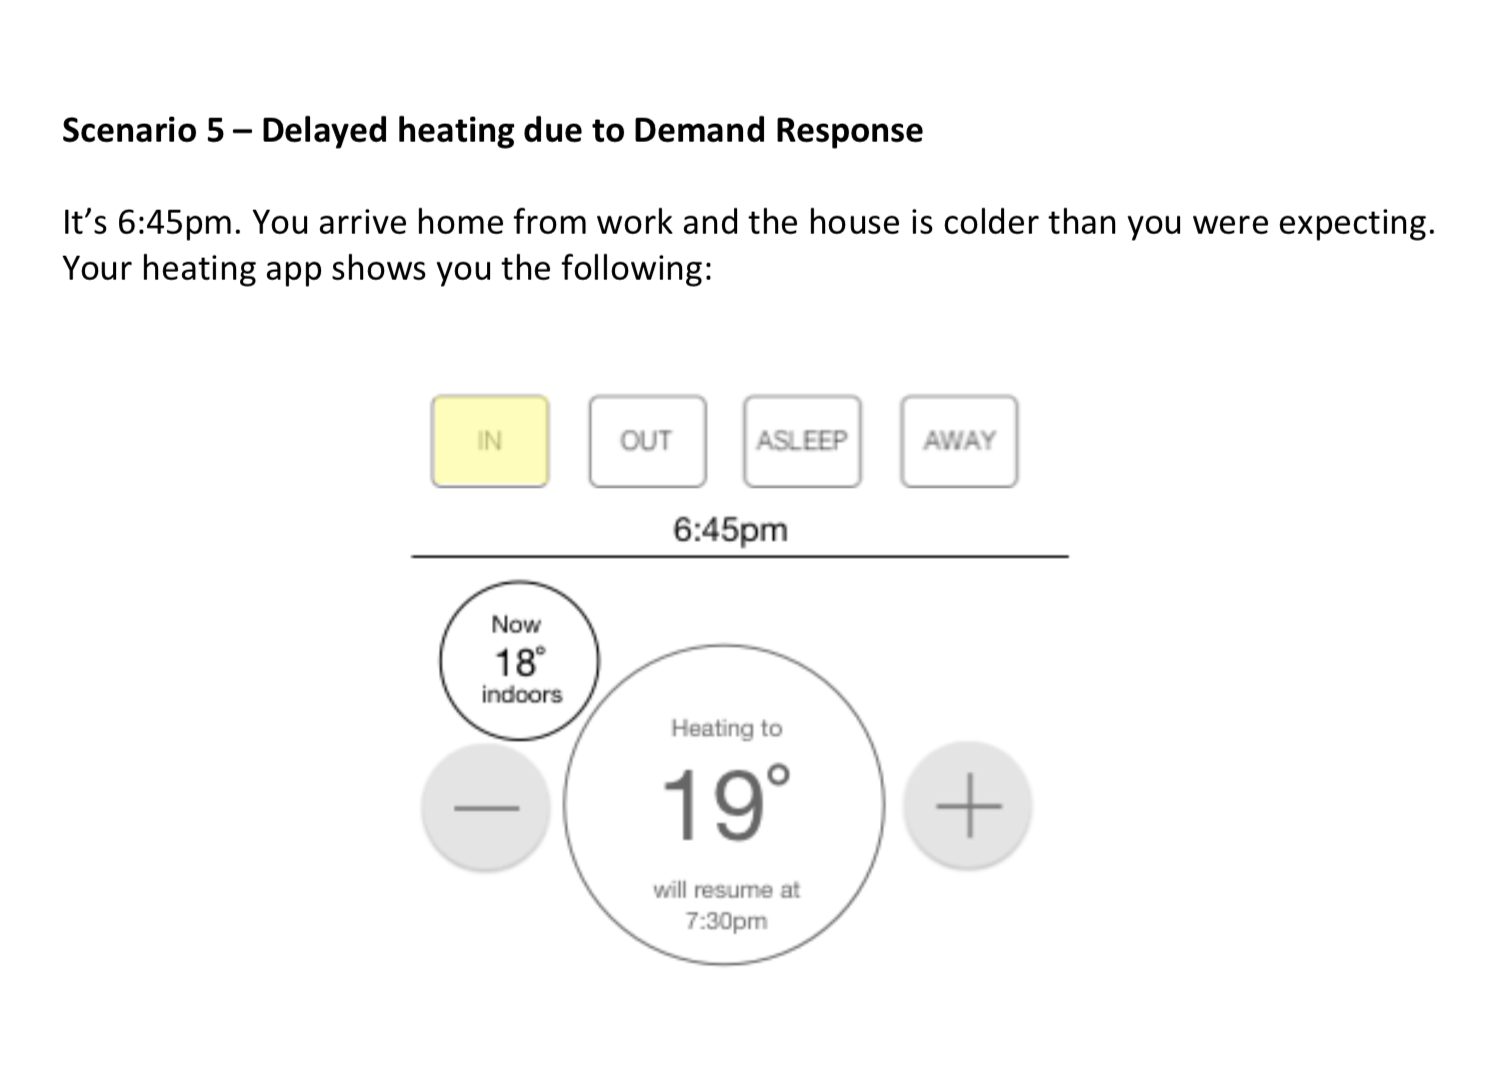 Scenario 5 – Delayed heating due to Demand Response
It’s 6:45pm. You arrive home from work and the house is colder than you were expecting.
Your heating app shows you the following:
IN
OUT
ASLEEP
AWAY
6:45pm
Now
18°
indoors
Heating to
19°
will resume at
7:30pm